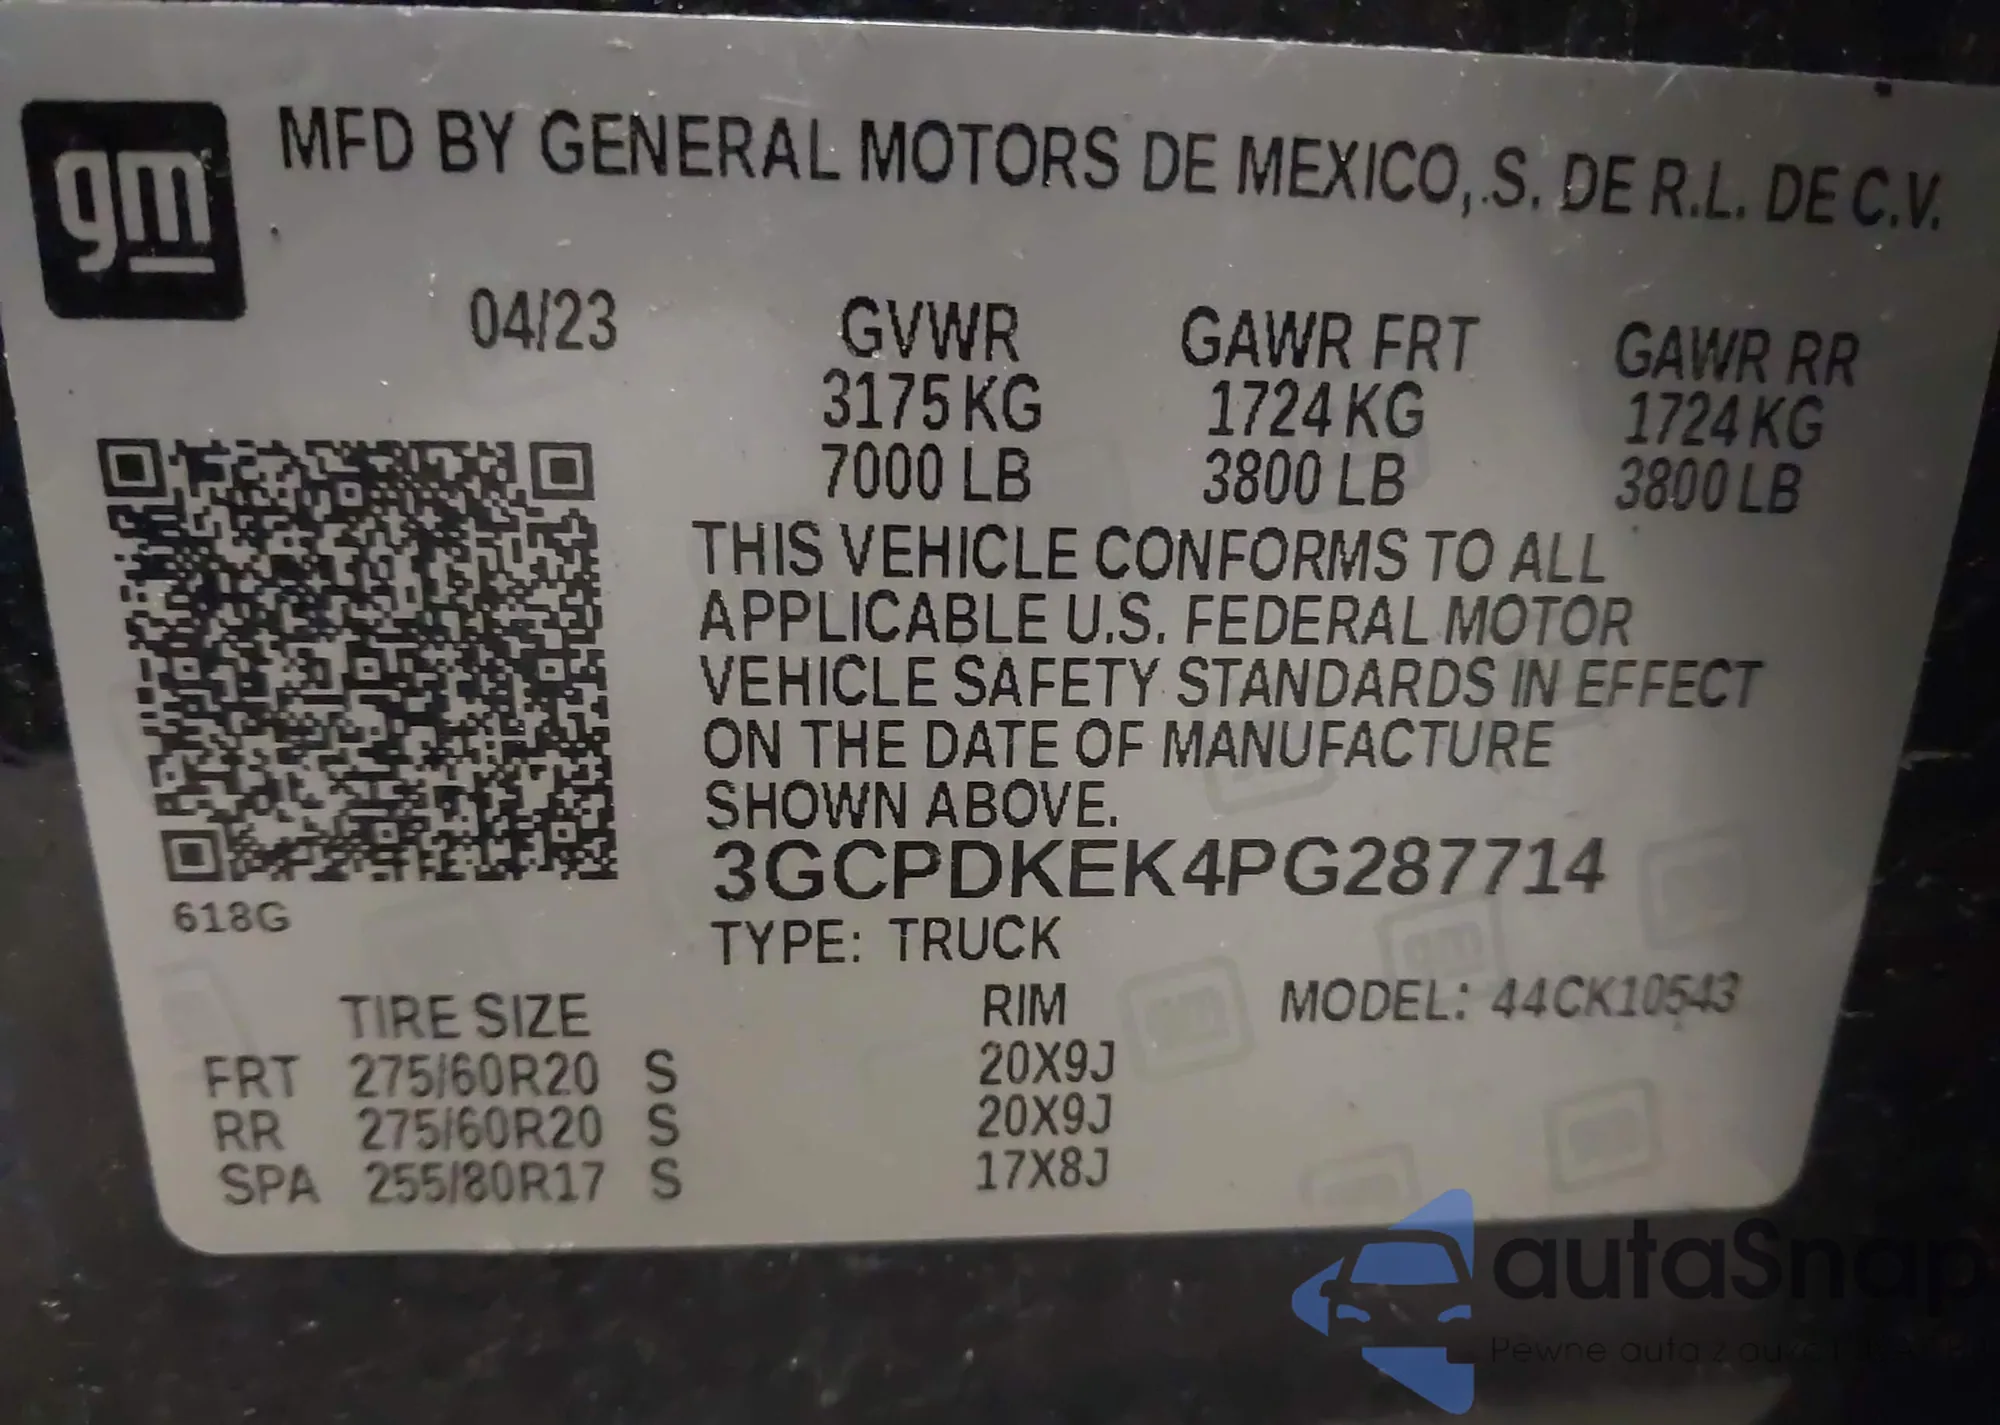 gm
MFD BY GENERAL MOTORS DE MEXICO, S. DE R.L. DE C.V.
04/23 GVWR GAWR FRT GAWR RR
3175 KG 1724 KG 1724 KG
7000 LB 3800 LB 3800 LB
THIS VEHICLE CONFORMS TO ALL
APPLICABLE U.S. FEDERAL MOTOR
VEHICLE SAFETY STANDARDS IN EFFECT
ON THE DATE OF MANUFACTURE
SHOWN ABOVE.
3GCPDKEK4PG287714
618G
TYPE: TRUCK
TIRE SIZE RIM MODEL: 44CK10543
FRT 275/60R20 S 20X9J
RR 275/60R20 S 20X9J
SPA 255/80R17 S 17X8J
autaSnap
Pewne auta z